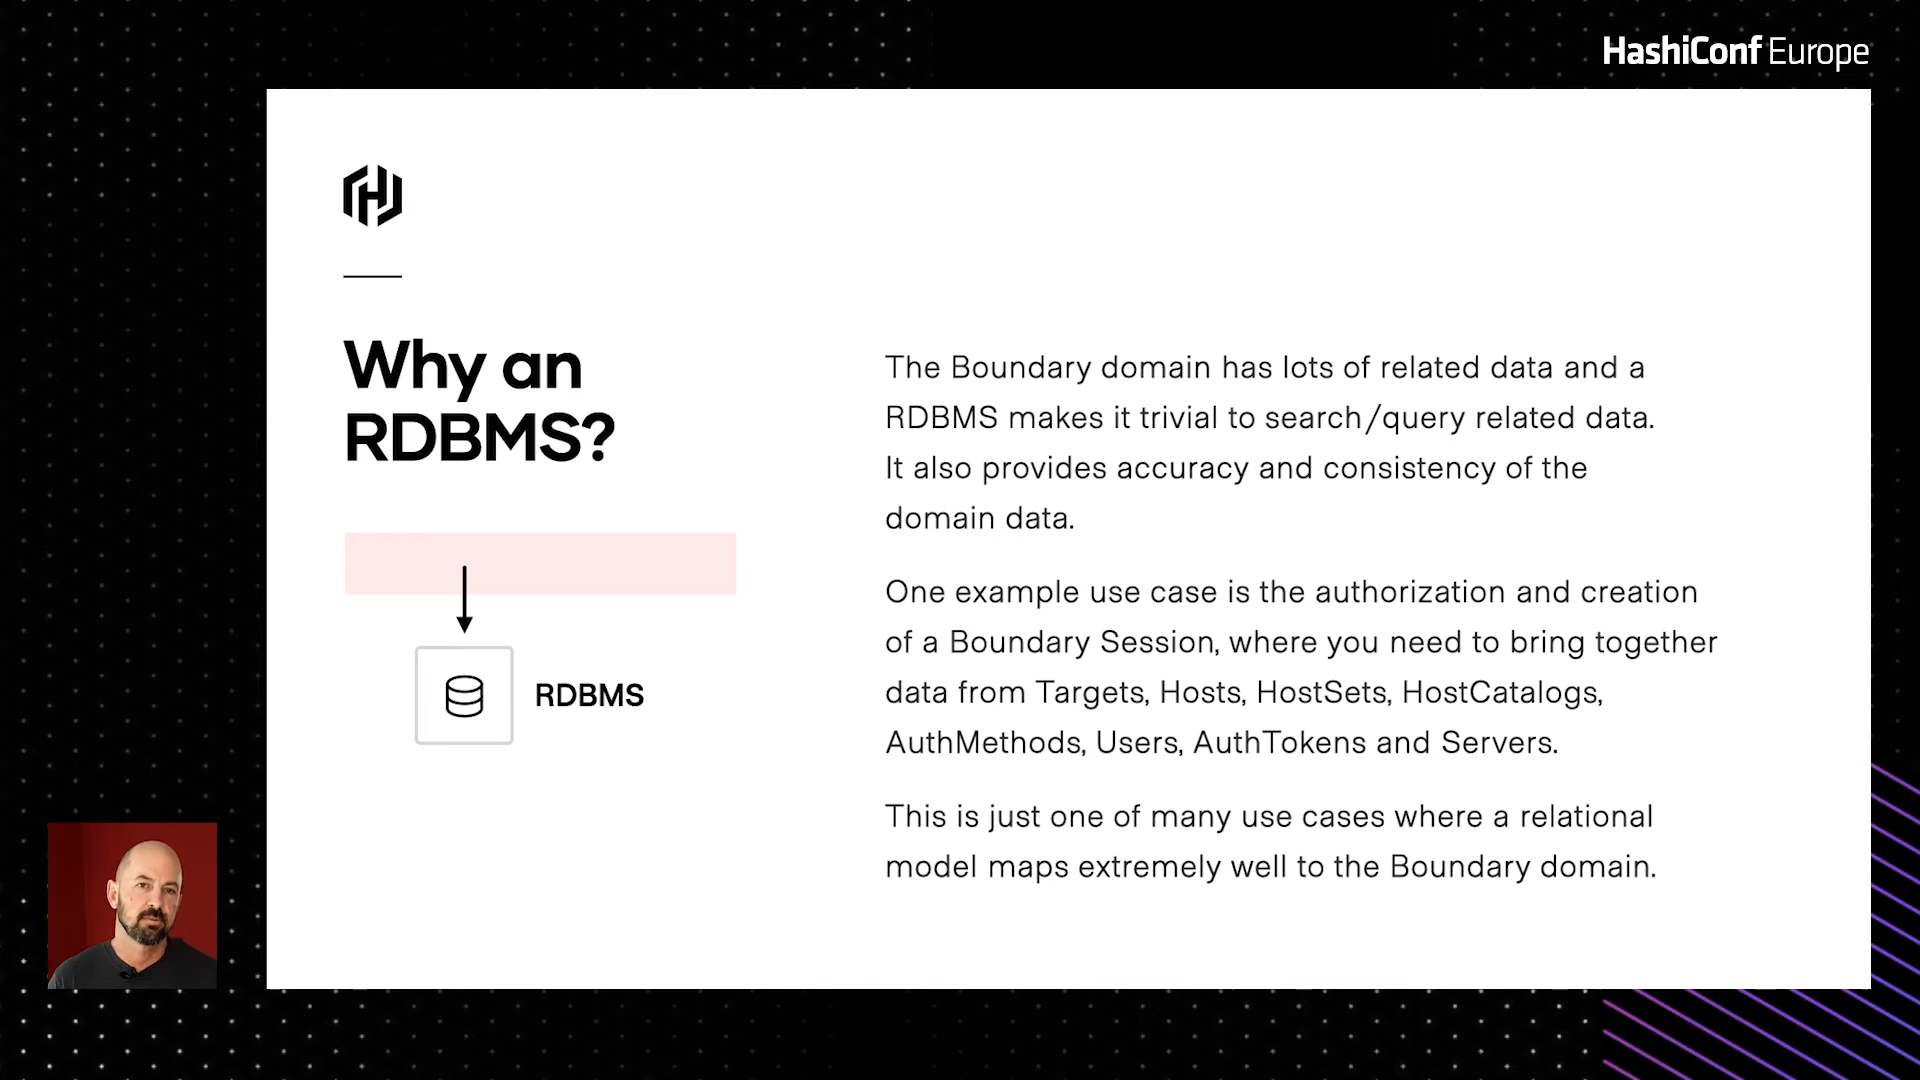 HashiConf Europe
Why an
RDBMS?
RDBMS
The Boundary domain has lots of related data and a
RDBMS makes it trivial to search/query related data.
It also provides accuracy and consistency of the
domain data.
One example use case is the authorization and creation
of a Boundary Session, where you need to bring together
data from Targets, Hosts, HostSets, HostCatalogs,
AuthMethods, Users, AuthTokens and Servers.
This is just one of many use cases where a relational
model maps extremely well to the Boundary domain.